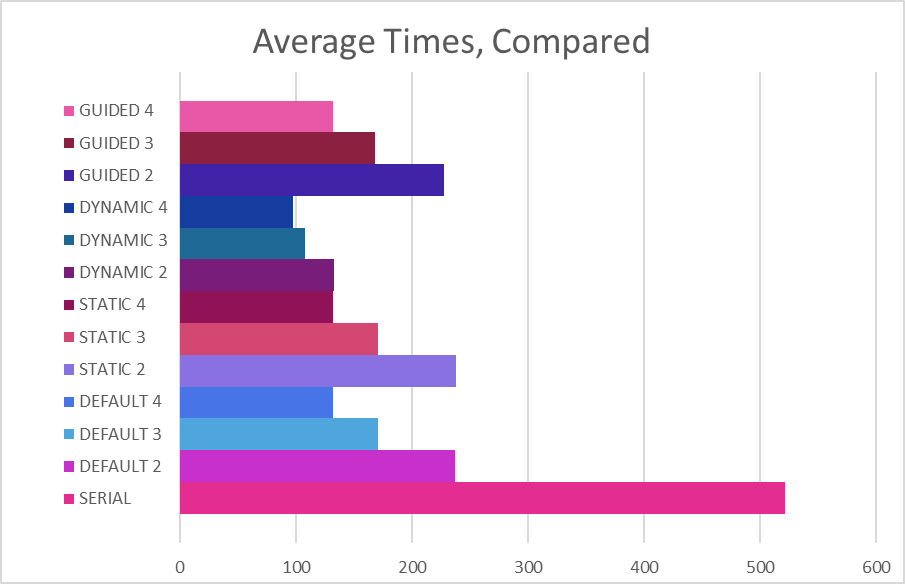 Average Times, Compared
GUIDED 4
GUIDED 3
GUIDED 2
DYNAMIC 4
DYNAMIC 3
DYNAMIC 2
STATIC 4
STATIC 3
STATIC 2
DEFAULT 4
DEFAULT 3
DEFAULT 2
SERIAL
0 100 200 300 400 500 600